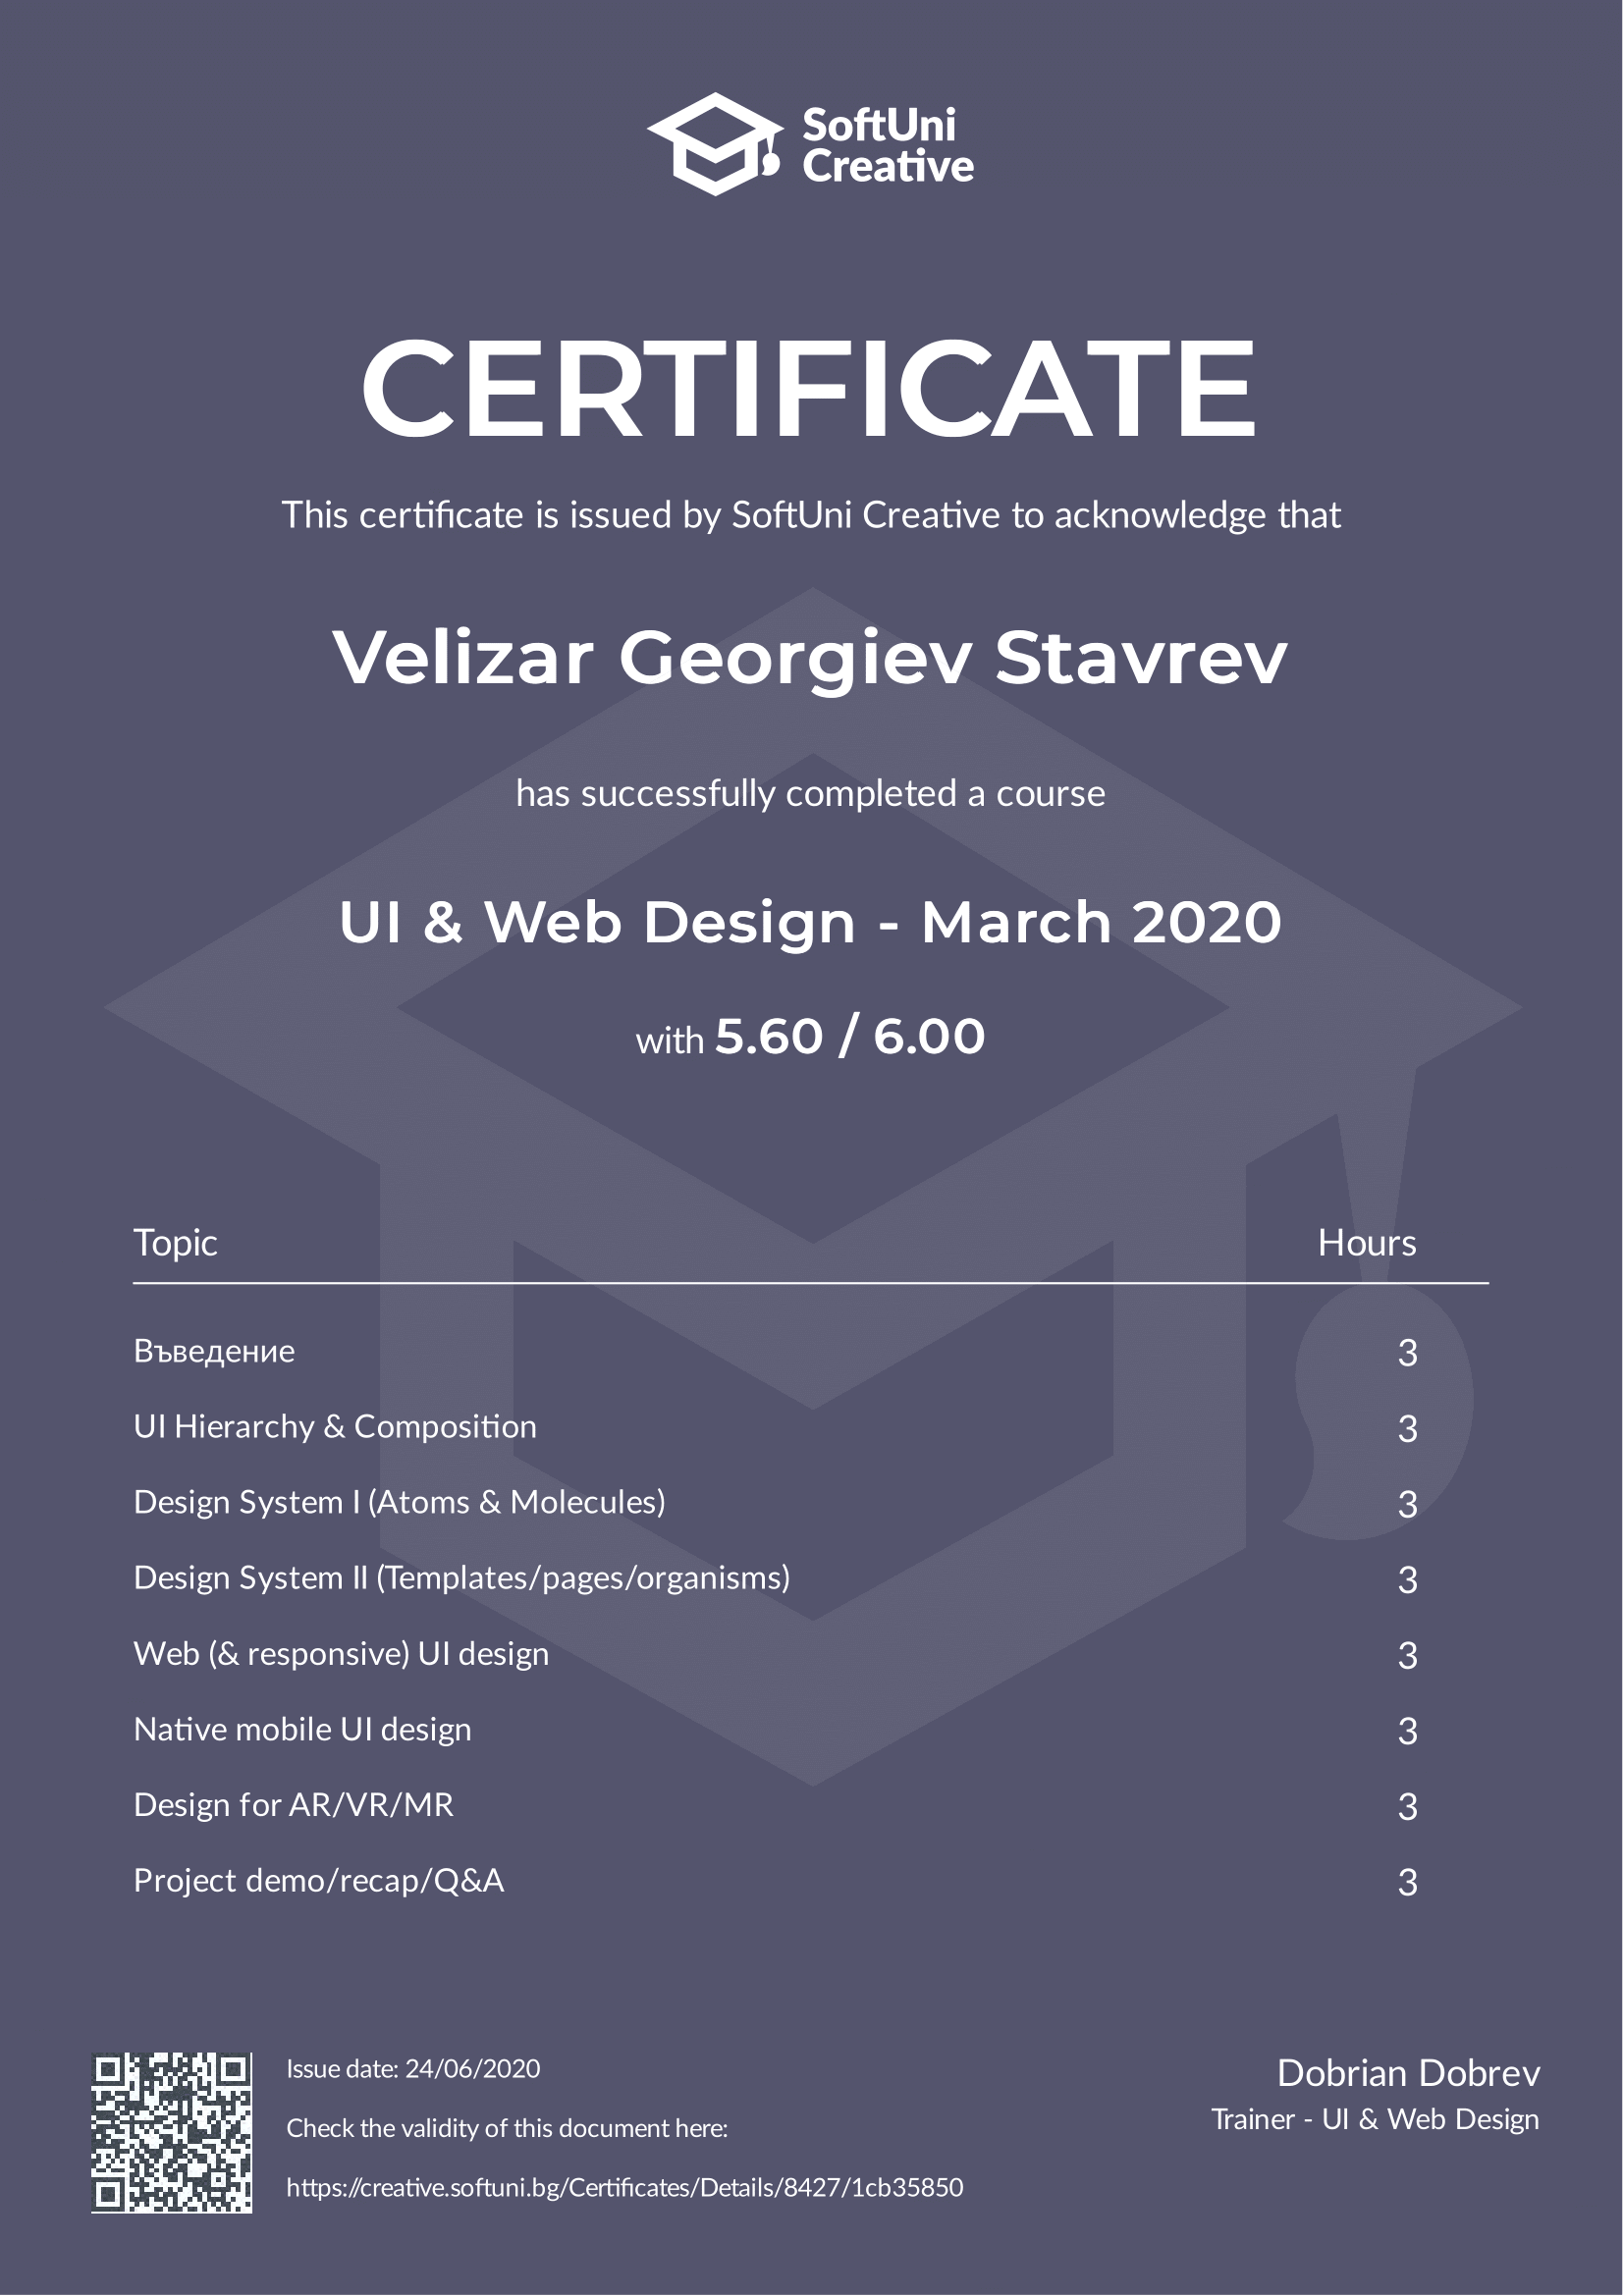 SoftUni
Creative
CERTIFICATE
This certificate is issued by SoftUni Creative to acknowledge that
Velizar Georgiev Stavrev
has successfully completed a course
UI & Web Design - March 2020
with 5.60 / 6.00
Topic Hours
Въведение 3
UI Hierarchy & Composition 3
Design System I (Atoms & Molecules) 3
Design System II (Templates/pages/organisms) 3
Web (& responsive) UI design 3
Native mobile UI design 3
Design for AR/VR/MR 3
Project demo/recap/Q&A 3
Issue date: 24/06/2020
Check the validity of this document here:
https://creative.softuni.bg/Certificates/Details/8427/1cb35850
Dobrian Dobrev
Trainer - UI & Web Design